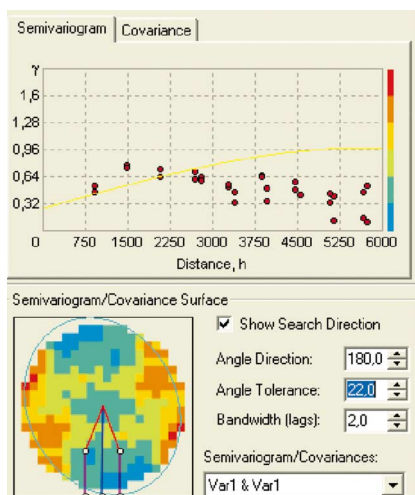 Semivariogram Covariance
γ
1,6
1,28
0,96
0,64
0,32
0 750 1500 2250 3000 3750 4500 5250 6000
Distance, h
Semivariogram/Covariance Surface
Show Search Direction
Angle Direction: 180,0
Angle Tolerance: 22,0
Bandwidth (lags): 2,0
Semivariogram/Covariances:
Var1 & Var1